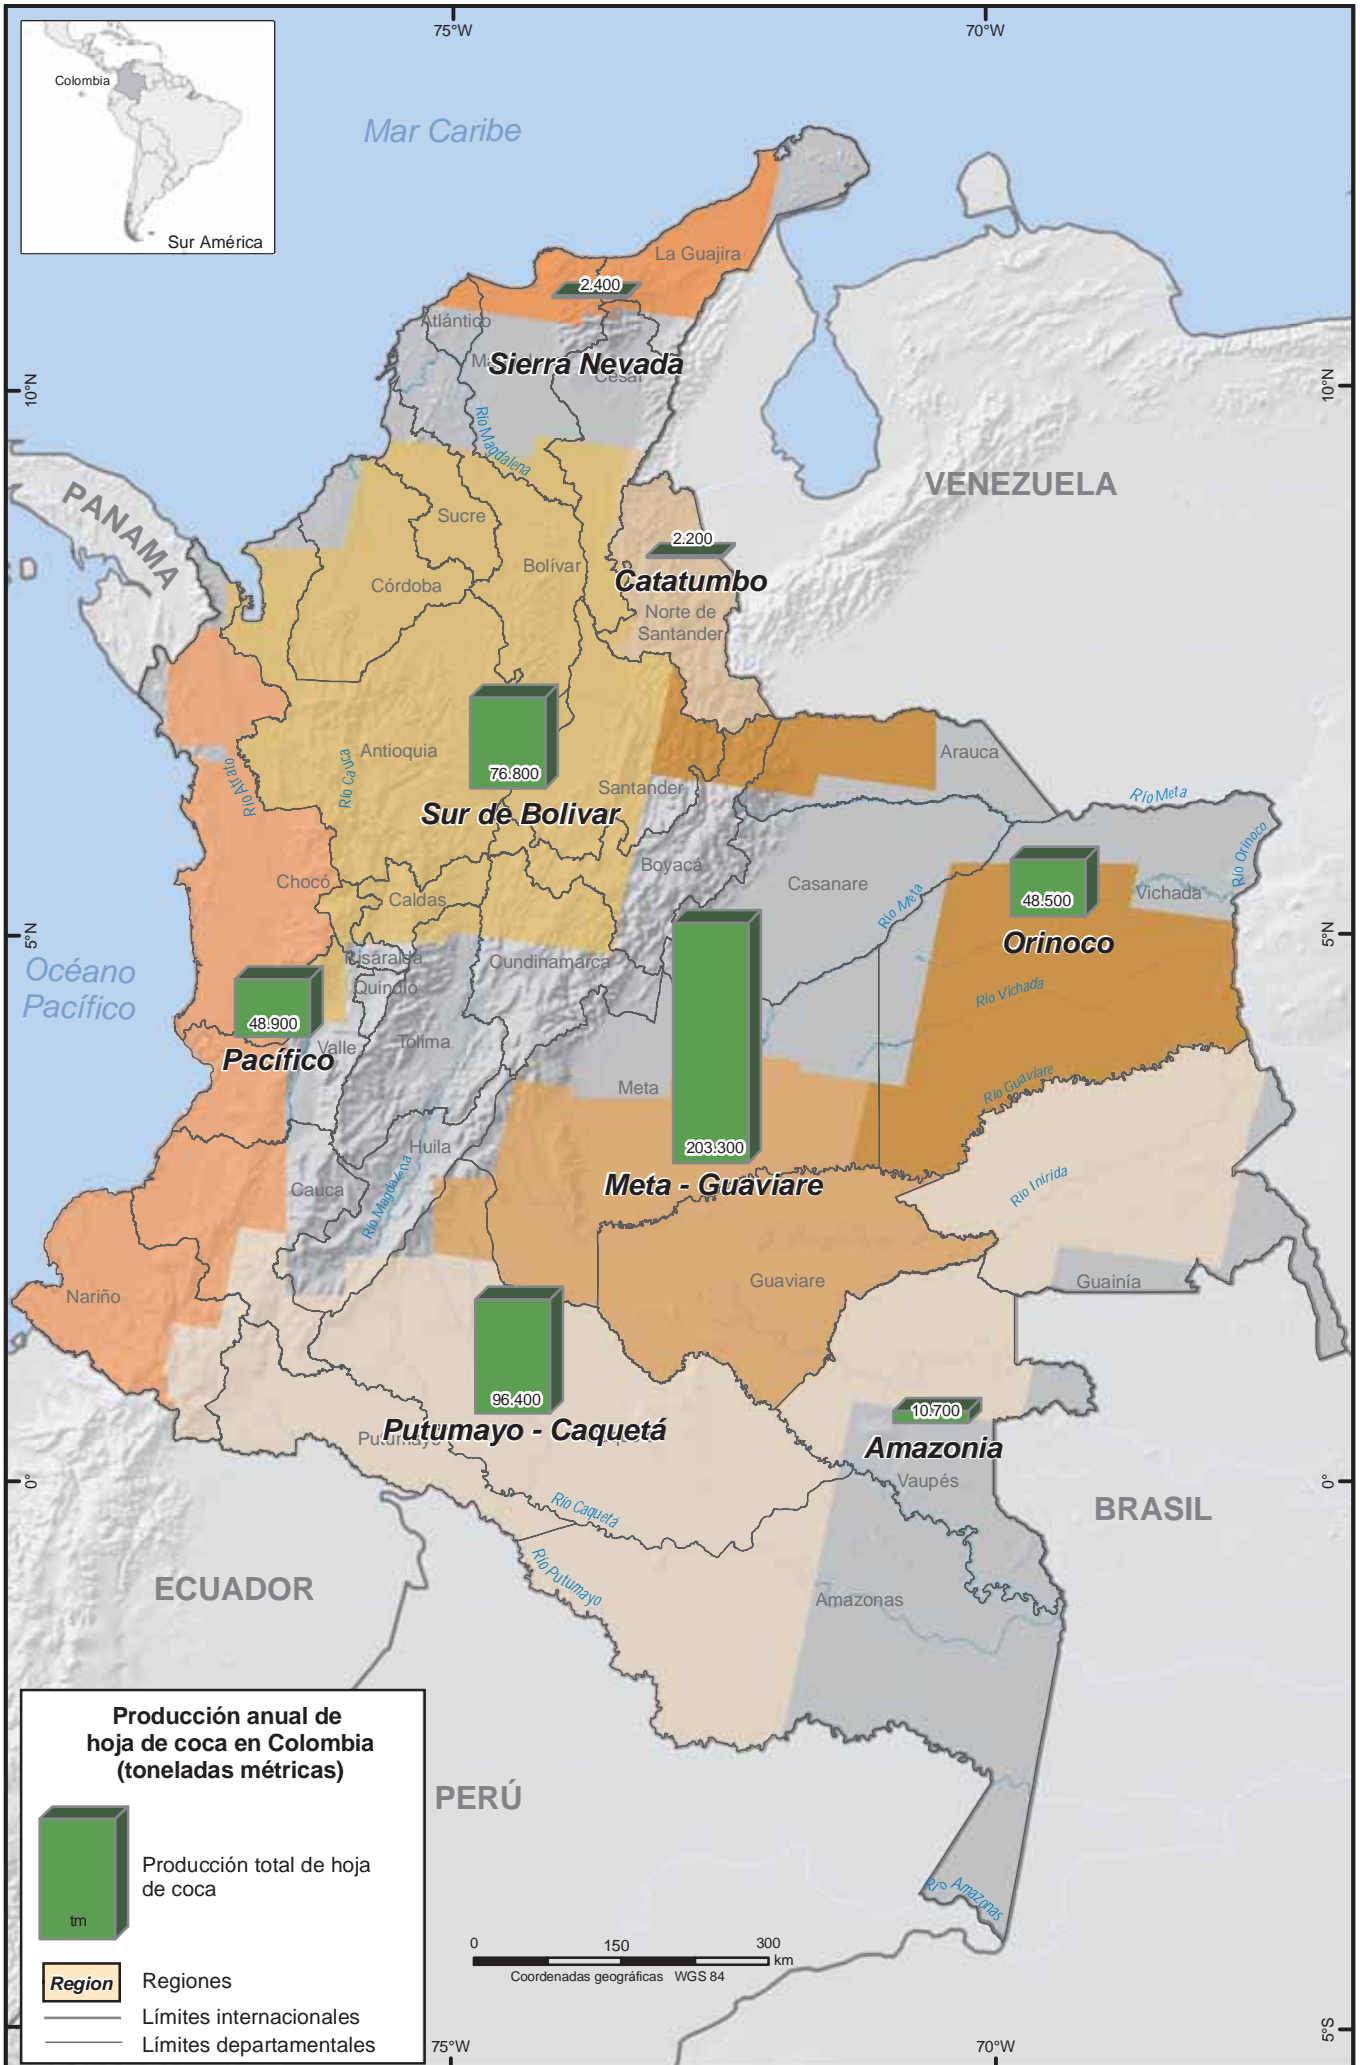 75°W
70°W
Colombia
Sur América
Mar Caribe
La Guajira
2.400
Atlántico
Sierra Nevada
Cesar
10°N
10°N
Río Magdalena
VENEZUELA
PANAMA
Sucre
Bolívar
2.200
Córdoba
Catatumbo
Norte de
Santander
Antioquia
Río Cauca
Río Atrato
76.800
Santander
Arauca
Río Meta
Sur de Bolivar
Río Orinoco
Boyacá
Chocó
Caldas
Casanare
Río Meta
48.500
Vichada
5°N
5°N
Orinoco
Océano
Pacífico
Risaralda
Cundinamarca
Quindío
Río Vichada
48.900
Pacífico
Valle
Tolima
Meta
Río Guaviare
203.300
Huila
Meta - Guaviare
Cauca
Río Magdalena
Río Inírida
Nariño
Guaviare
Guainía
96.400
Putumayo - Caquetá
Putumayo
10.700
Amazonia
Vaupés
0°
0°
Río Caquetá
BRASIL
Río Putumayo
ECUADOR
Amazonas
PERÚ
Río Amazonas
Producción anual de
hoja de coca en Colombia
(toneladas métricas)
Producción total de hoja
de coca
tm
Region
Regiones
Límites internacionales
Límites departamentales
0 150 300
km
Coordenadas geográficas WGS 84
5°S
75°W
70°W